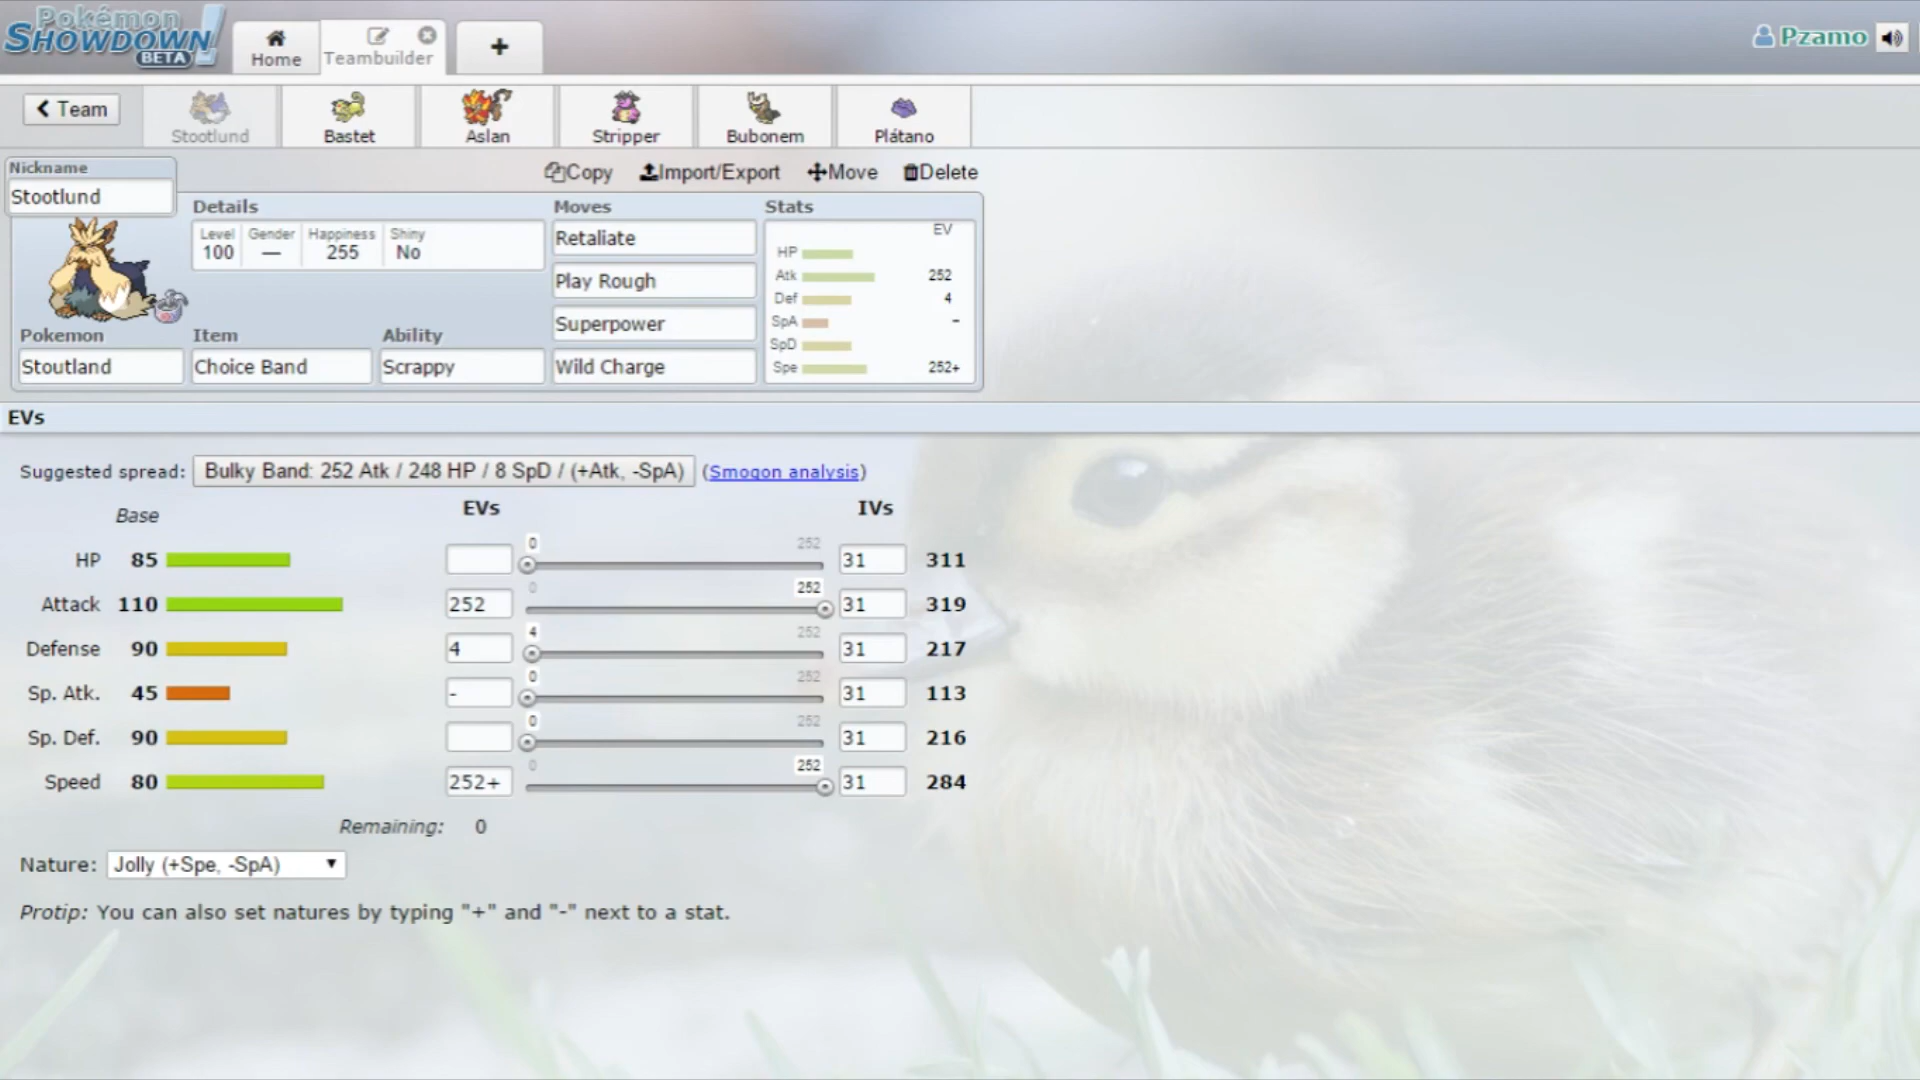 Pokémon
SHOWDOWN!
BETA
Home
Teambuilder
Pzamo
Team
Stootlund
Bastet
Aslan
Stripper
Bubonem
Plátano
Nickname
Stootlund
Copy Import/Export Move Delete
Details
Level Gender Happiness Shiny
100 — 255 No
Moves
Retaliate
Play Rough
Superpower
Wild Charge
Stats
EV
HP
Atk 252
Def 4
SpA -
SpD
Spe 252+
Pokemon Item Ability
Stoutland Choice Band Scrappy
EVs
Suggested spread: Bulky Band: 252 Atk / 248 HP / 8 SpD / (+Atk, -SpA) (Smogon analysis)
Base EVs IVs
0 252
HP 85 31 311
0 252
Attack 110 252 31 319
4 252
Defense 90 4 31 217
0 252
Sp. Atk. 45 - 31 113
0 252
Sp. Def. 90 31 216
0 252
Speed 80 252+ 31 284
Remaining: 0
Nature: Jolly (+Spe, -SpA)
Protip: You can also set natures by typing "+" and "-" next to a stat.